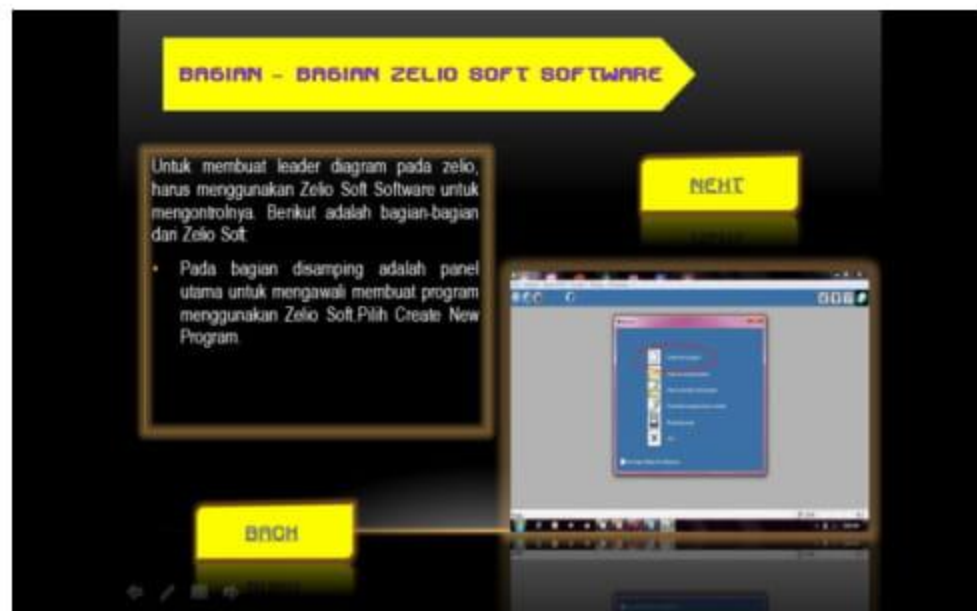 BAGIAN - BAGIAN ZELIO SOFT SOFTWARE
Untuk membuat leader diagram pada zelio,
harus menggunakan Zelio Soft Software untuk
mengontrolnya. Berikut adalah bagian-bagian
dari Zelio Soft:
• Pada bagian disamping adalah panel
utama untuk mengawali membuat program
menggunakan Zelio Soft.Pilih Create New
Program.
NEXT
BACK